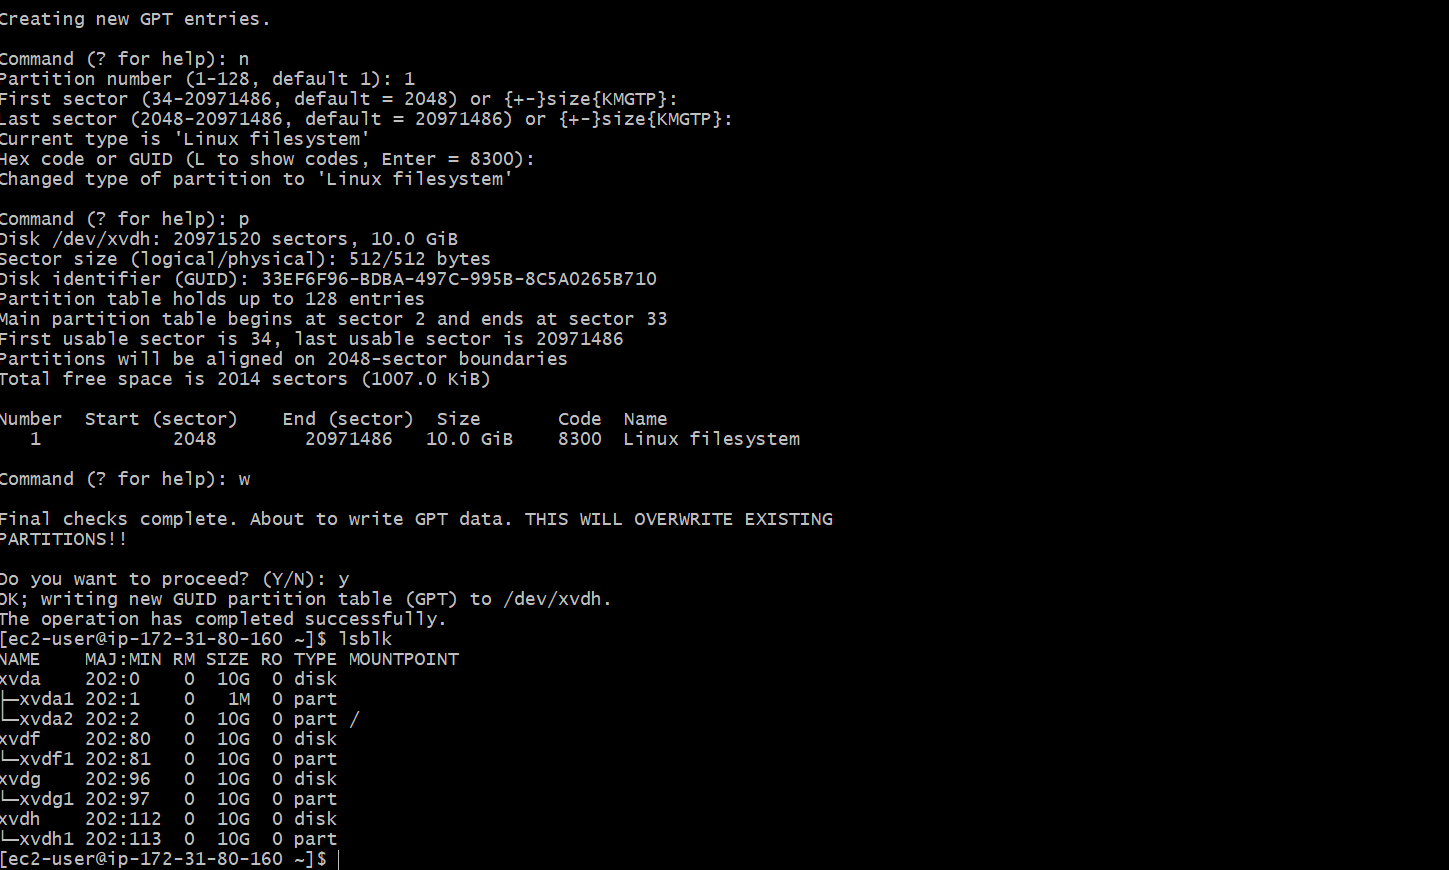 Creating new GPT entries.
Command (? for help): n
Partition number (1-128, default 1): 1
First sector (34-20971486, default = 2048) or {+-}size{KMGTP}:
Last sector (2048-20971486, default = 20971486) or {+-}size{KMGTP}:
Current type is 'Linux filesystem'
Hex code or GUID (L to show codes, Enter = 8300):
Changed type of partition to 'Linux filesystem'
Command (? for help): p
Disk /dev/xvdh: 20971520 sectors, 10.0 GiB
Sector size (logical/physical): 512/512 bytes
Disk identifier (GUID): 33EF6F96-BDBA-497C-995B-8C5A0265B710
Partition table holds up to 128 entries
Main partition table begins at sector 2 and ends at sector 33
First usable sector is 34, last usable sector is 20971486
Partitions will be aligned on 2048-sector boundaries
Total free space is 2014 sectors (1007.0 KiB)
Number  Start (sector)    End (sector)  Size       Code  Name
   1            2048        20971486   10.0 GiB    8300  Linux filesystem
Command (? for help): w
Final checks complete. About to write GPT data. THIS WILL OVERWRITE EXISTING
PARTITIONS!!
Do you want to proceed? (Y/N): y
OK; writing new GUID partition table (GPT) to /dev/xvdh.
The operation has completed successfully.
[ec2-user@ip-172-31-80-160 ~]$ lsblk
NAME    MAJ:MIN RM SIZE RO TYPE MOUNTPOINT
xvda    202:0    0  10G  0 disk
├─xvda1 202:1    0   1M  0 part
└─xvda2 202:2    0  10G  0 part /
xvdf    202:80   0  10G  0 disk
└─xvdf1 202:81   0  10G  0 part
xvdg    202:96   0  10G  0 disk
└─xvdg1 202:97   0  10G  0 part
xvdh    202:112  0  10G  0 disk
└─xvdh1 202:113  0  10G  0 part
[ec2-user@ip-172-31-80-160 ~]$